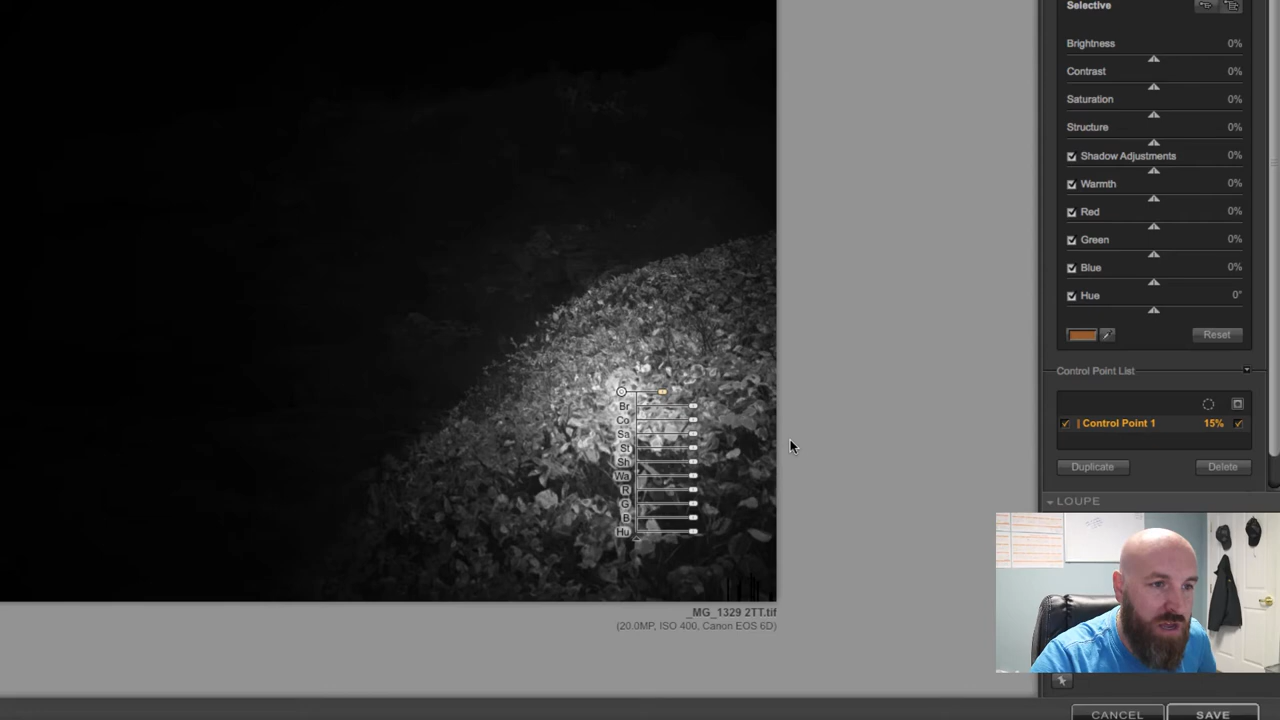 Selective
Brightness 0%
Contrast 0%
Saturation 0%
Structure 0%
Shadow Adjustments 0%
Warmth 0%
Red 0%
Green 0%
Blue 0%
Hue 0°
Reset
Control Point List
Control Point 1 15%
Duplicate Delete
LOUPE
Br
Co
Sa
St
Sh
Wa
R
G
B
Hu
_MG_1329 2TT.tif
(20.0MP, ISO 400, Canon EOS 6D)
CANCEL SAVE